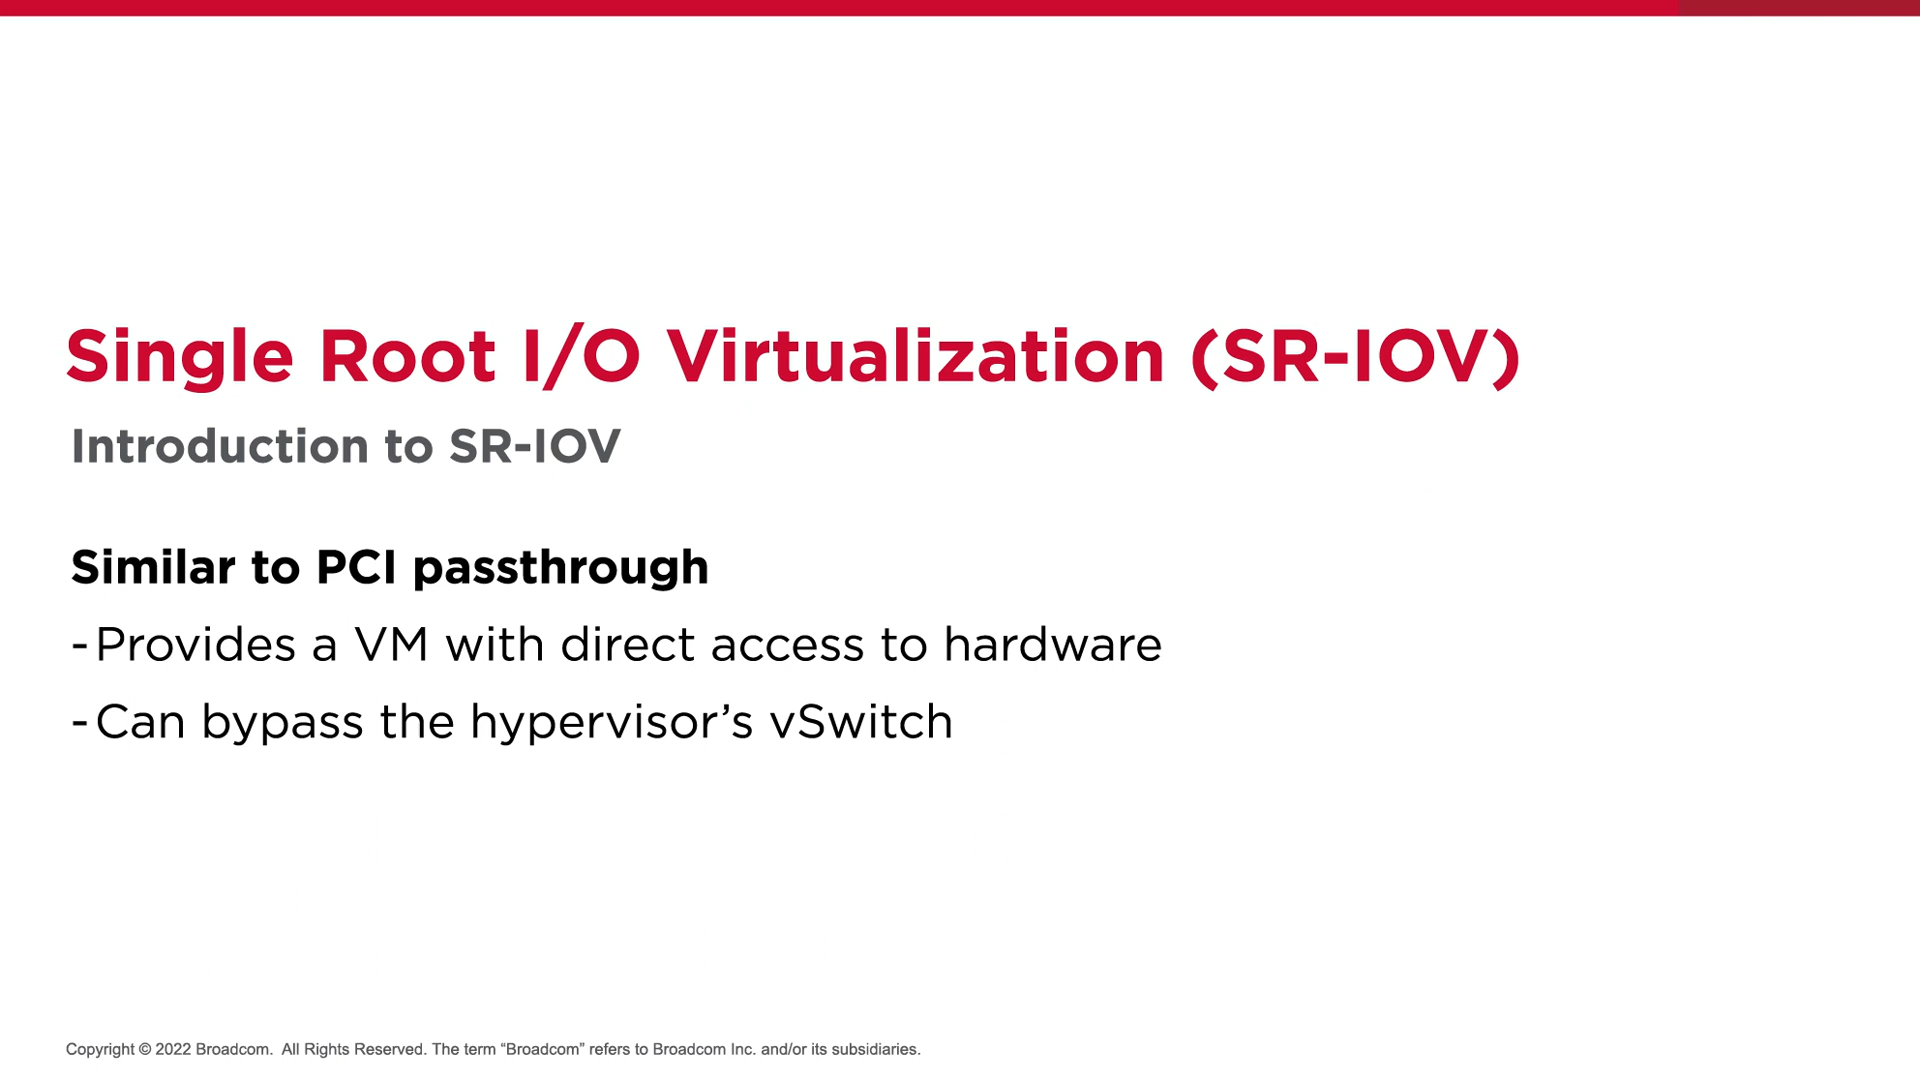 Single Root I/O Virtualization (SR-IOV)
Introduction to SR-IOV
Similar to PCI passthrough
-Provides a VM with direct access to hardware
-Can bypass the hypervisor’s vSwitch
Copyright © 2022 Broadcom.  All Rights Reserved. The term “Broadcom” refers to Broadcom Inc. and/or its subsidiaries.